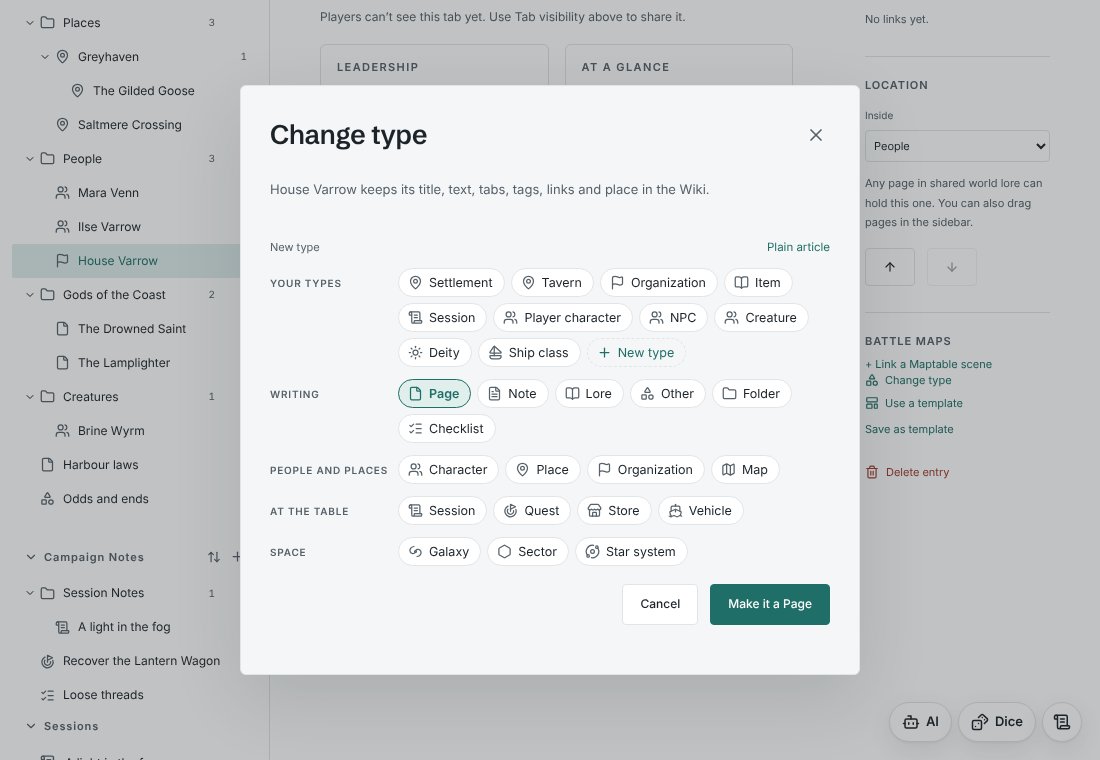 Places 3
Greyhaven 1
The Gilded Goose
Saltmere Crossing
People 3
Mara Venn
Ilse Varrow
House Varrow
Gods of the Coast 2
The Drowned Saint
The Lamplighter
Creatures 1
Brine Wyrm
Harbour laws
Odds and ends
Campaign Notes
Session Notes 1
A light in the fog
Recover the Lantern Wagon
Loose threads
Sessions
Players can't see this tab yet. Use Tab visibility above to share it.
LEADERSHIP
AT A GLANCE
Change type
House Varrow keeps its title, text, tabs, tags, links and place in the Wiki.
New type Plain article
YOUR TYPES Settlement Tavern Organization Item
Session Player character NPC Creature
Deity Ship class + New type
WRITING Page Note Lore Other Folder
Checklist
PEOPLE AND PLACES Character Place Organization Map
AT THE TABLE Session Quest Store Vehicle
SPACE Galaxy Sector Star system
Cancel Make it a Page
No links yet.
LOCATION
Inside
People
Any page in shared world lore can
hold this one. You can also drag
pages in the sidebar.
BATTLE MAPS
+ Link a Maptable scene
Change type
Use a template
Save as template
Delete entry
AI Dice